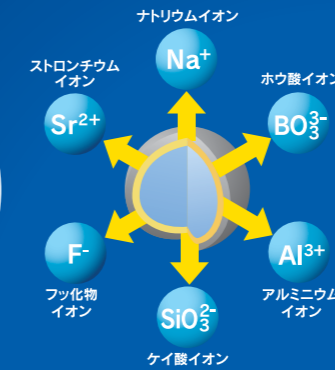 ナトリウムイオン
Na⁺
ストロンチウム
イオン
Sr²⁺
ホウ酸イオン
BO₃³⁻
F⁻
フッ化物
イオン
Al³⁺
アルミニウム
イオン
SiO₃²⁻
ケイ酸イオン